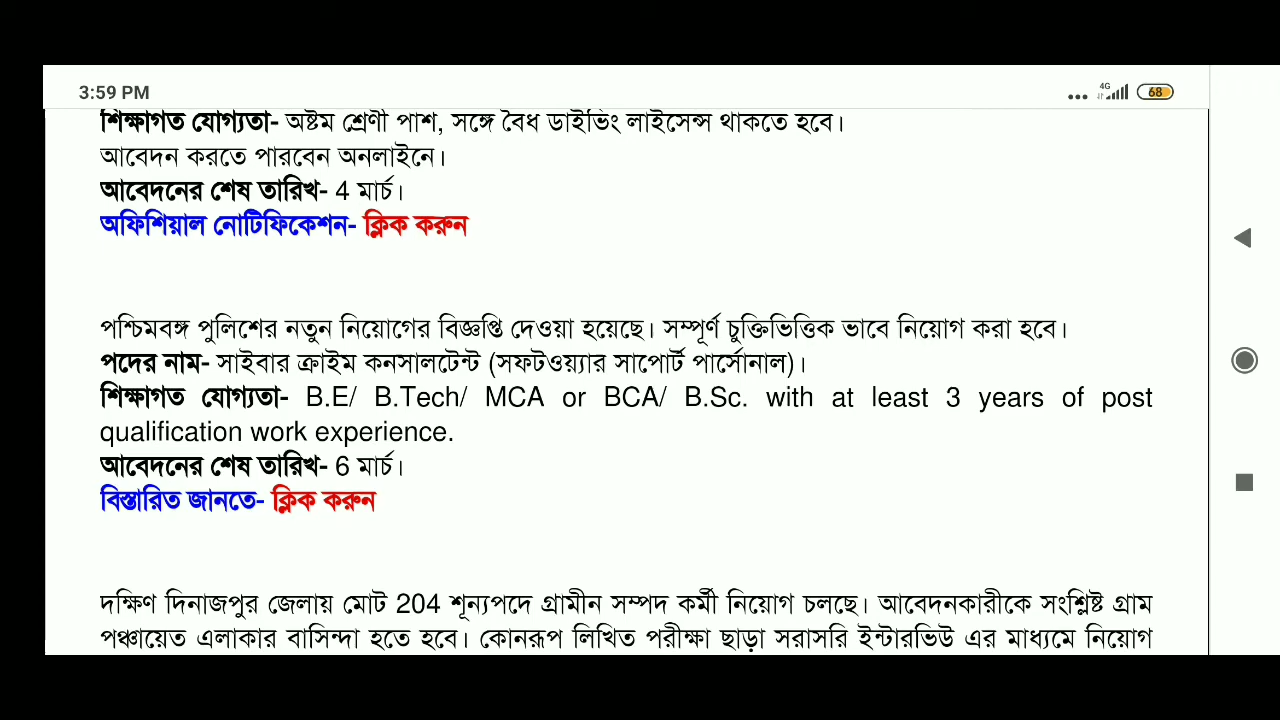 3:59 PM
4G
68
শিক্ষাগত যোগ্যতা- অষ্টম শ্রেণী পাশ, সঙ্গে বৈধ ডাইভিং লাইসেন্স থাকতে হবে।
আবেদন করতে পারবেন অনলাইনে।
আবেদনের শেষ তারিখ- 4 মার্চ।
অফিশিয়াল নোটিফিকেশন- ক্লিক করুন
পশ্চিমবঙ্গ পুলিশের নতুন নিয়োগের বিজ্ঞপ্তি দেওয়া হয়েছে। সম্পূর্ণ চুক্তিভিত্তিক ভাবে নিয়োগ করা হবে।
পদের নাম- সাইবার ক্রাইম কনসালটেন্ট (সফটওয়্যার সাপোর্ট পার্সোনাল)।
শিক্ষাগত যোগ্যতা- B.E/ B.Tech/ MCA or BCA/ B.Sc. with at least 3 years of post
qualification work experience.
আবেদনের শেষ তারিখ- 6 মার্চ।
বিস্তারিত জানতে- ক্লিক করুন
দক্ষিণ দিনাজপুর জেলায় মোট 204 শূন্যপদে গ্রামীন সম্পদ কর্মী নিয়োগ চলছে। আবেদনকারীকে সংশ্লিষ্ট গ্রাম
পঞ্চায়েত এলাকার বাসিন্দা হতে হবে। কোনরূপ লিখিত পরীক্ষা ছাড়া সরাসরি ইন্টারভিউ এর মাধ্যমে নিয়োগ